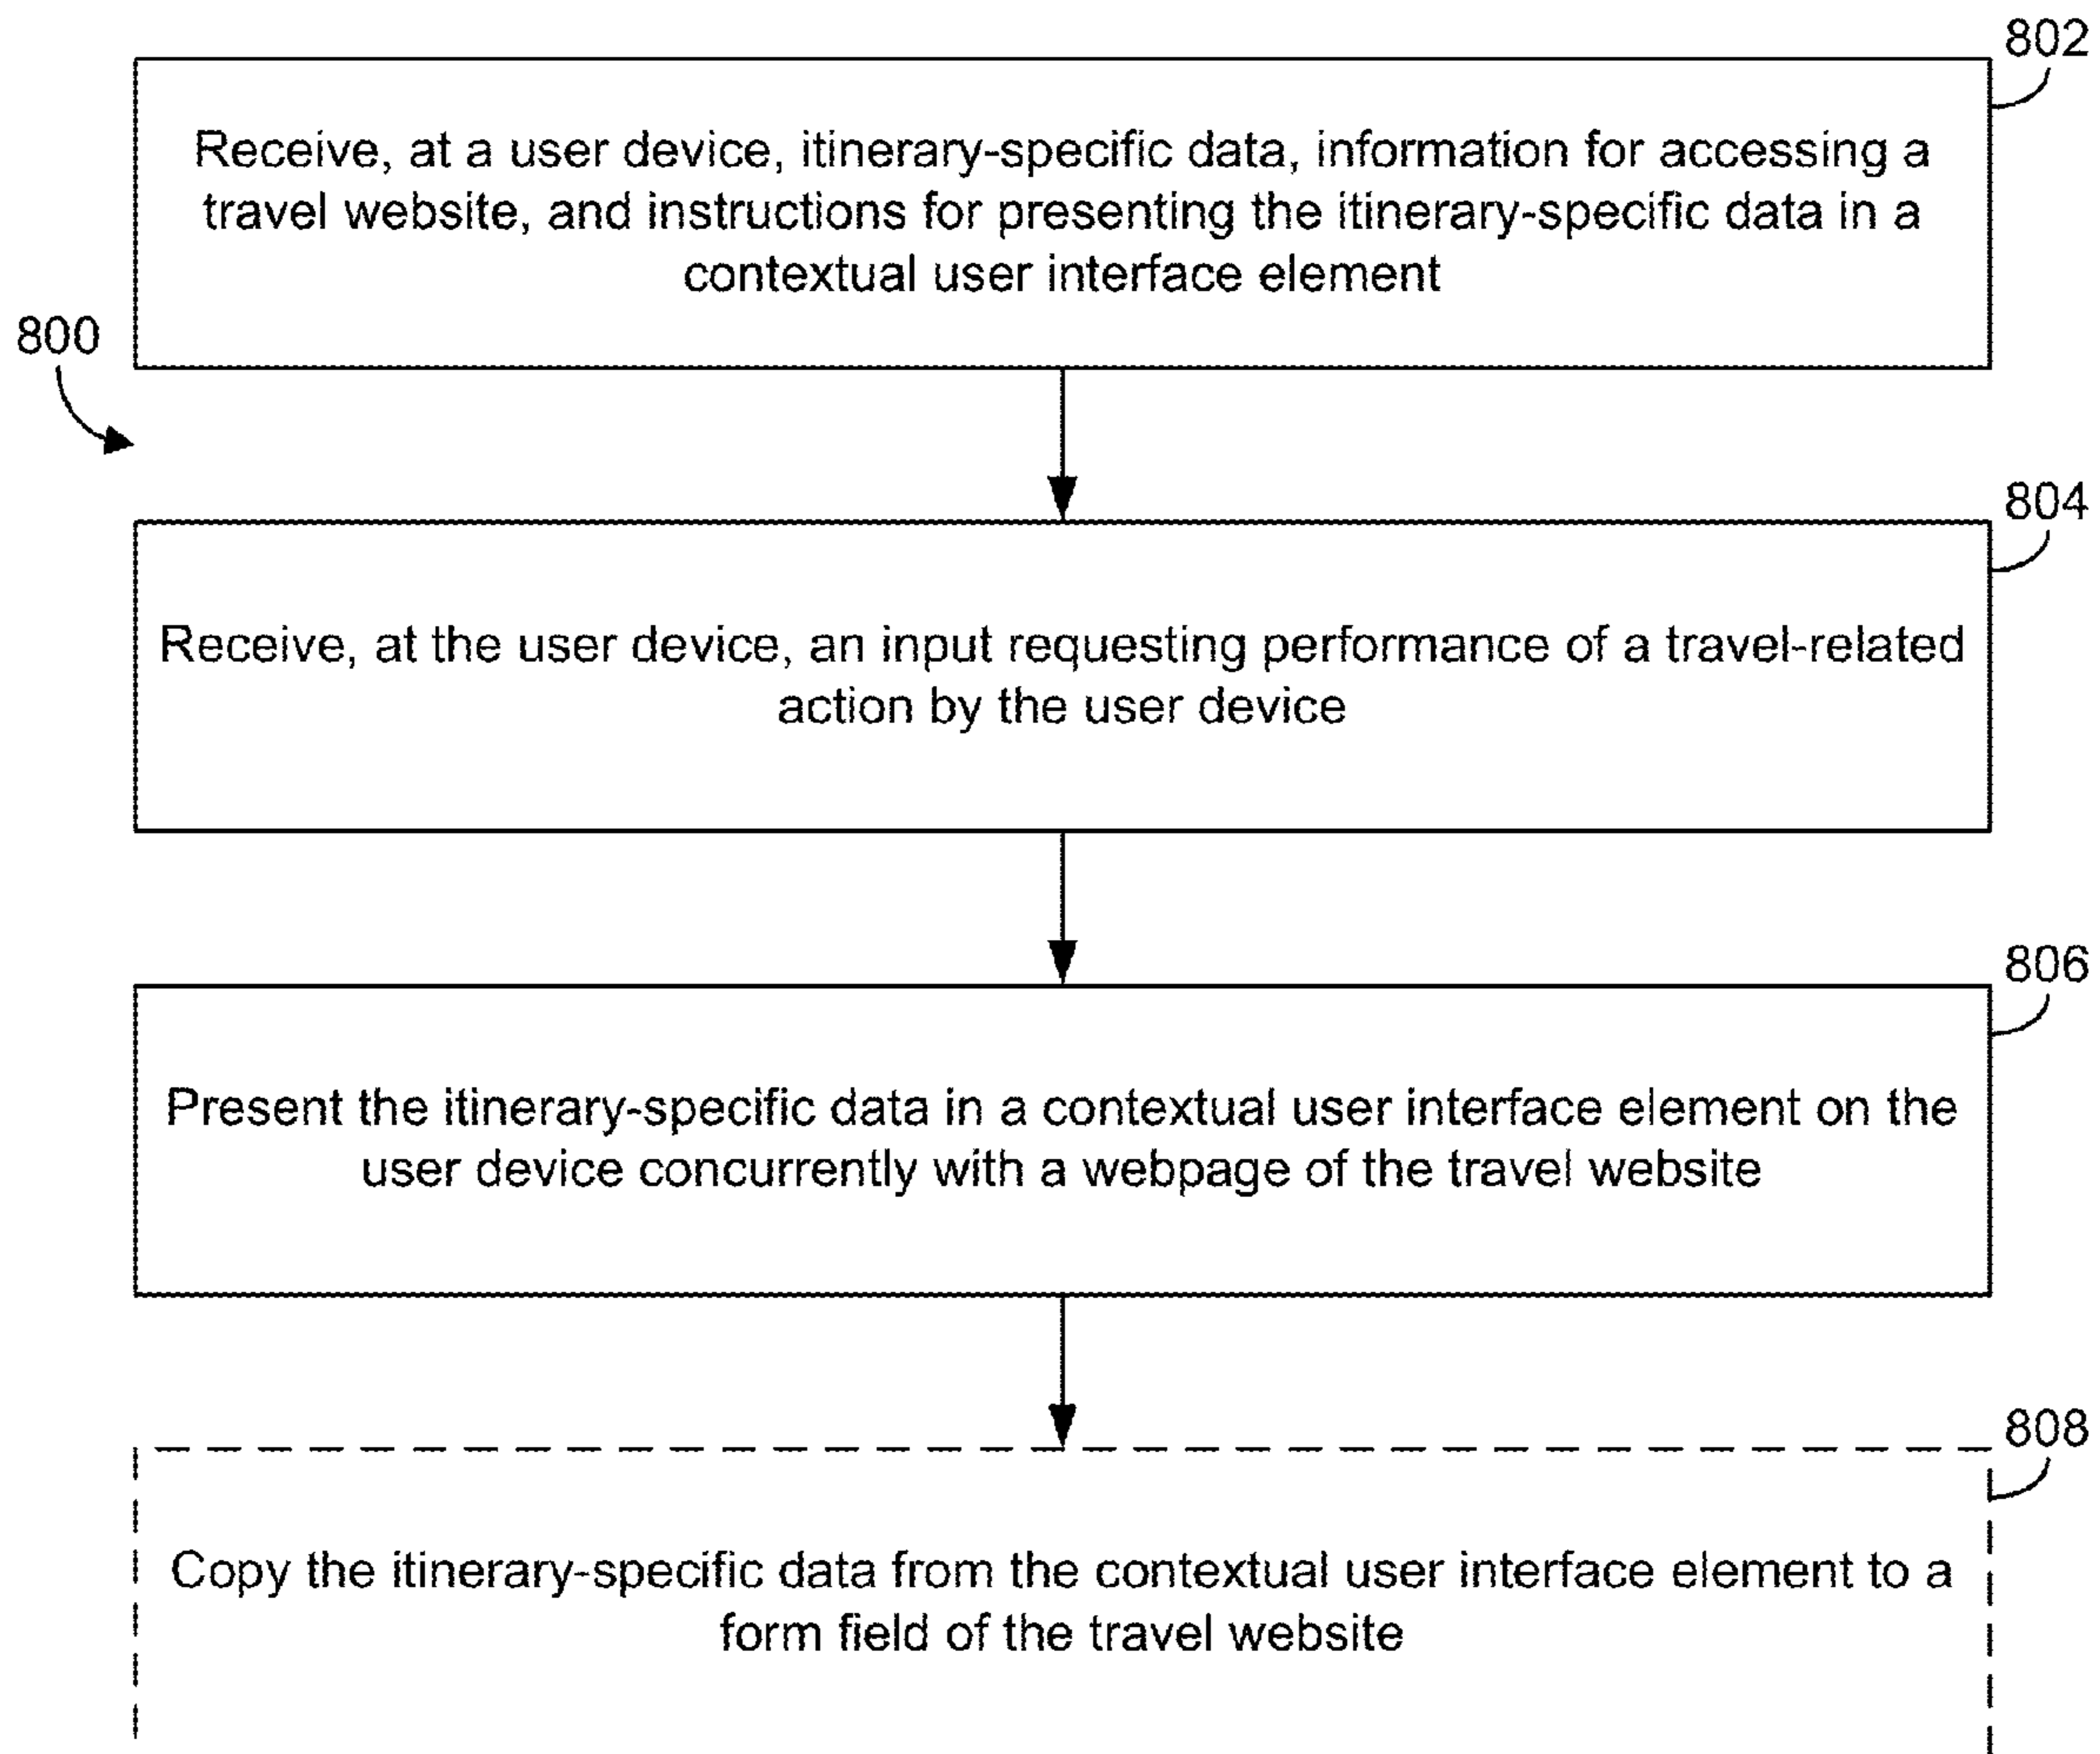 802
Receive, at a user device, itinerary-specific data, information for accessing a
travel website, and instructions for presenting the itinerary-specific data in a
contextual user interface element
800
804
Receive, at the user device, an input requesting performance of a travel-related
action by the user device
806
Present the itinerary-specific data in a contextual user interface element on the
user device concurrently with a webpage of the travel website
808
Copy the itinerary-specific data from the contextual user interface element to a
form field of the travel website